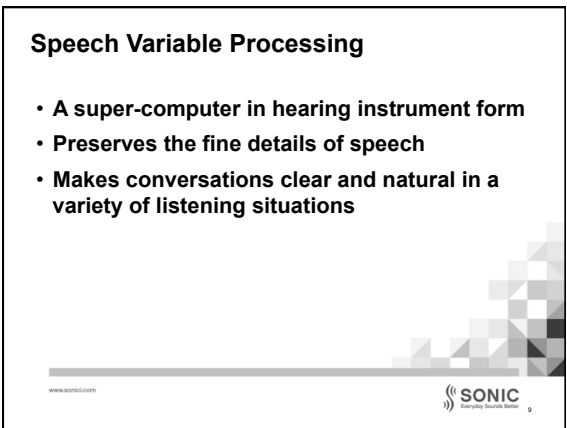 Speech Variable Processing
• A super-computer in hearing instrument form
• Preserves the fine details of speech
• Makes conversations clear and natural in a
variety of listening situations
www.sonici.com
SONIC
Everyday Sounds Better
9